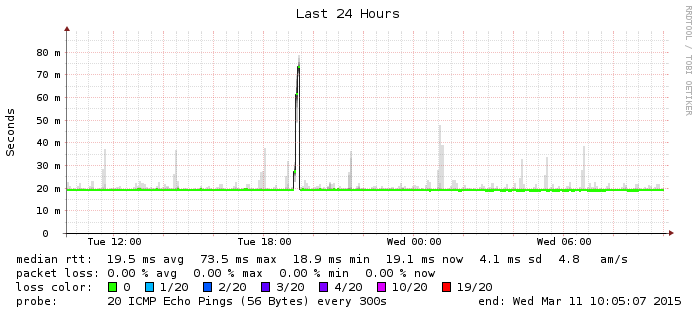 Last 24 Hours
RRDTOOL / TOBI OETIKER
Seconds
80 m
70 m
60 m
50 m
40 m
30 m
20 m
10 m
0
Tue 12:00 Tue 18:00 Wed 00:00 Wed 06:00
median rtt: 19.5 ms avg 73.5 ms max 18.9 ms min 19.1 ms now 4.1 ms sd 4.8 am/s
packet loss: 0.00 % avg 0.00 % max 0.00 % min 0.00 % now
loss color: 0 1/20 2/20 3/20 4/20 10/20 19/20
probe: 20 ICMP Echo Pings (56 Bytes) every 300s end: Wed Mar 11 10:05:07 2015